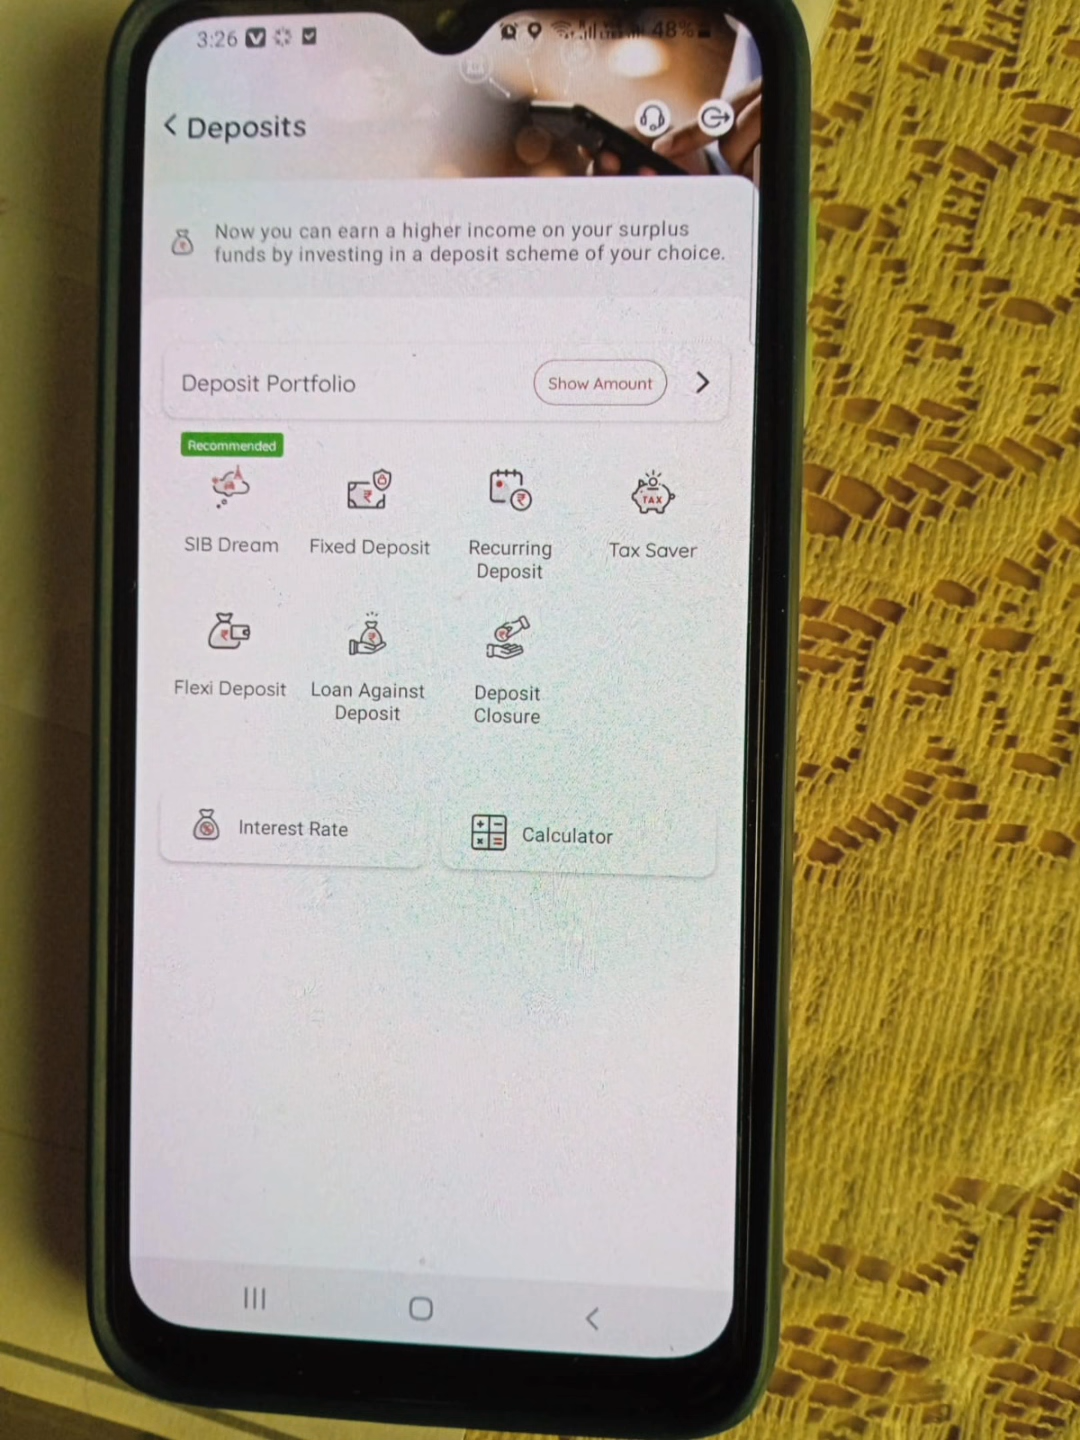 3:26
48%
Deposits
Now you can earn a higher income on your surplus
funds by investing in a deposit scheme of your choice.
Deposit Portfolio
Show Amount
Recommended
SIB Dream
Fixed Deposit
Recurring
Deposit
TAX
Tax Saver
Flexi Deposit
Loan Against
Deposit
Deposit
Closure
Interest Rate
Calculator